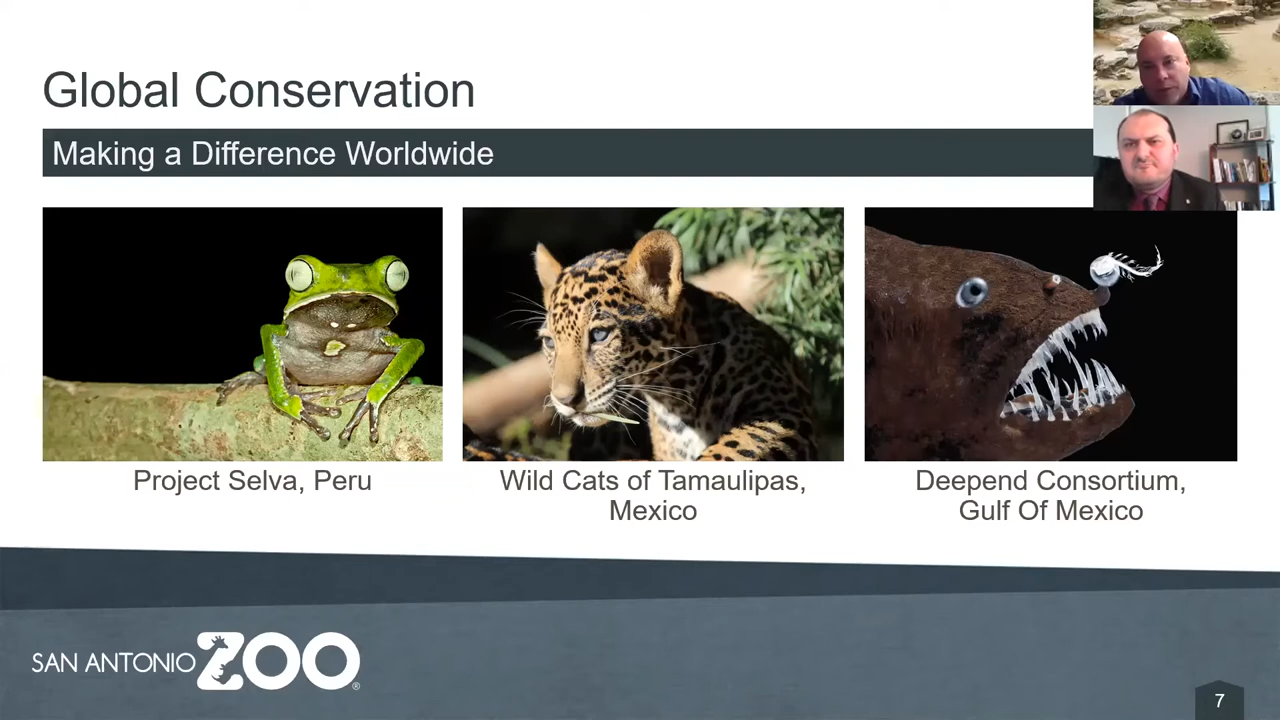 Global Conservation
Making a Difference Worldwide
Project Selva, Peru
Wild Cats of Tamaulipas,
Mexico
Deepend Consortium,
Gulf Of Mexico
SAN ANTONIO ZOO®
7